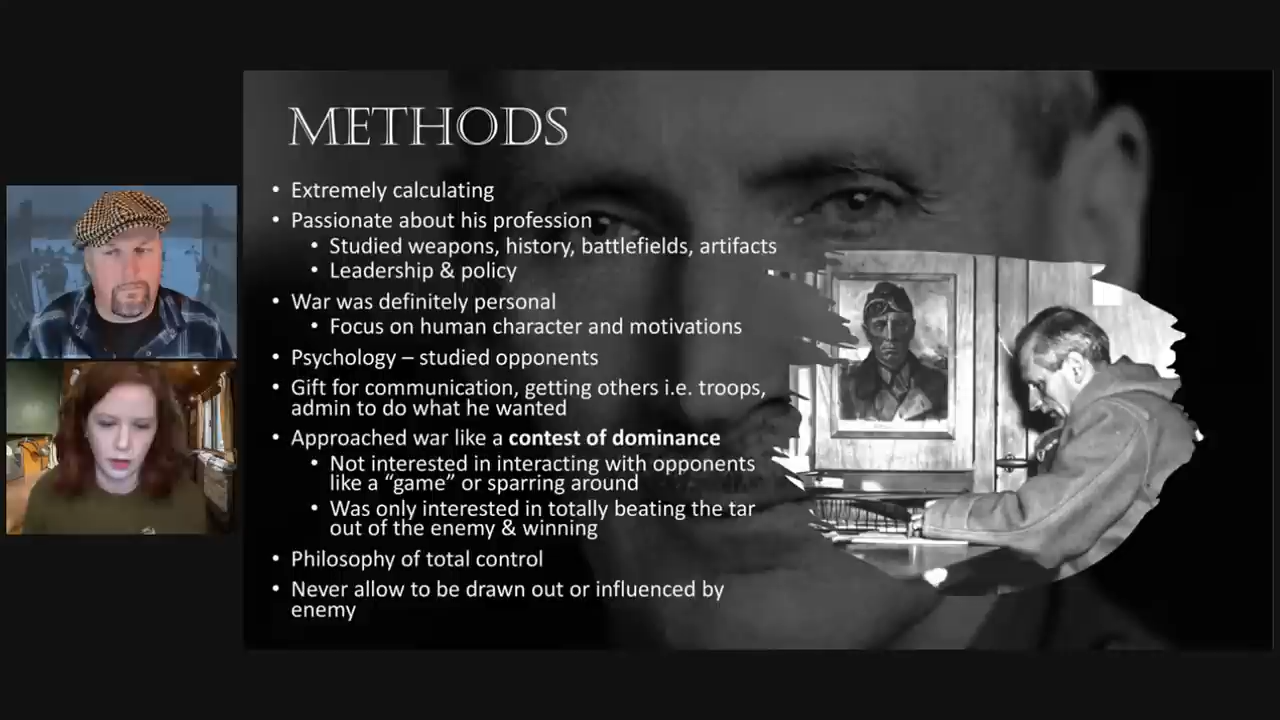 METHODS
• Extremely calculating
• Passionate about his profession
• Studied weapons, history, battlefields, artifacts
• Leadership & policy
• War was definitely personal
• Focus on human character and motivations
• Psychology – studied opponents
• Gift for communication, getting others i.e. troops,
admin to do what he wanted
• Approached war like a contest of dominance
• Not interested in interacting with opponents
like a “game” or sparring around
• Was only interested in totally beating the tar
out of the enemy & winning
• Philosophy of total control
• Never allow to be drawn out or influenced by
enemy